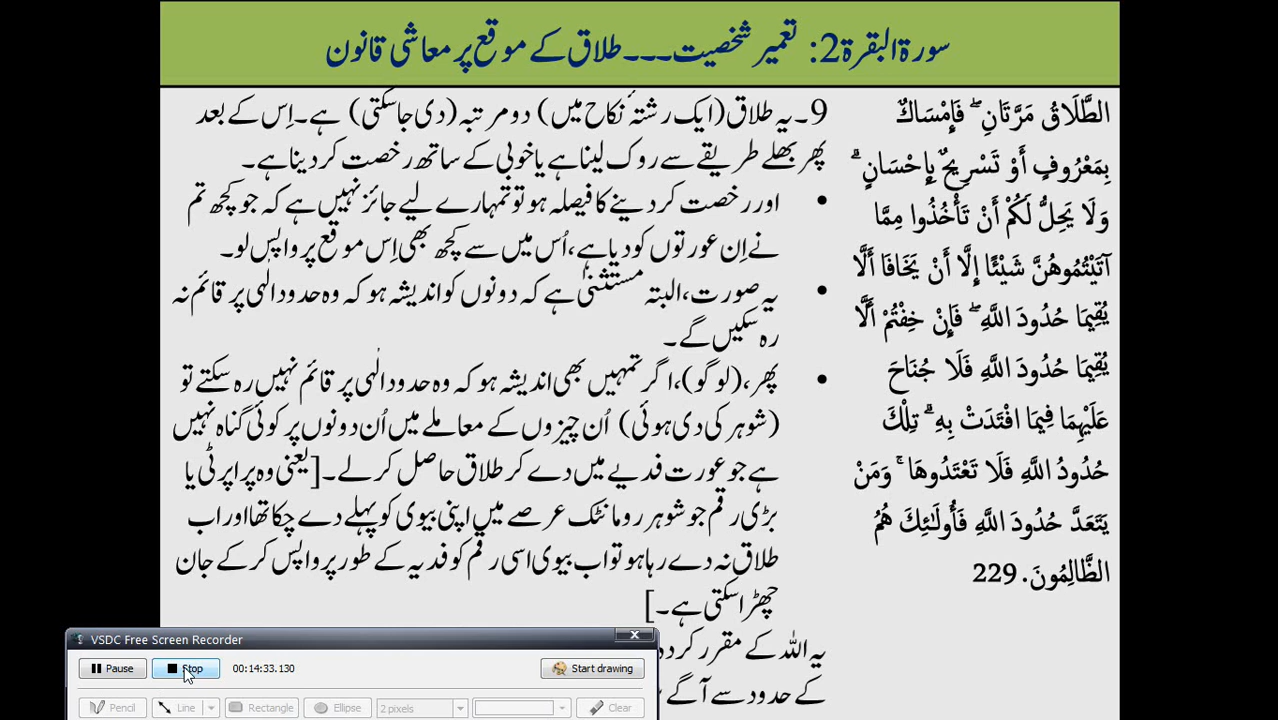 سورۃ البقرۃ 2: تعمیر شخصیت۔۔۔طلاق کے موقع پر معاشی قانون
الطَّلَاقُ مَرَّتَانِ ۖ فَإِمْسَاكٌ
بِمَعْرُوفٍ أَوْ تَسْرِيحٌ بِإِحْسَانٍ ۗ
وَلَا يَحِلُّ لَكُمْ أَنْ تَأْخُذُوا مِمَّا
آتَيْتُمُوهُنَّ شَيْئًا إِلَّا أَنْ يَخَافَا أَلَّا
يُقِيمَا حُدُودَ اللَّهِ ۖ فَإِنْ خِفْتُمْ أَلَّا
يُقِيمَا حُدُودَ اللَّهِ فَلَا جُنَاحَ
عَلَيْهِمَا فِيمَا افْتَدَتْ بِهِ ۗ تِلْكَ
حُدُودُ اللَّهِ فَلَا تَعْتَدُوهَا ۚ وَمَنْ
يَتَعَدَّ حُدُودَ اللَّهِ فَأُولَٰئِكَ هُمُ
الظَّالِمُونَ. 229
9۔ یہ طلاق (ایک رشتۂ نکاح میں) دو مرتبہ (دی جا سکتی) ہے۔ اِس کے بعد
پھر بھلے طریقے سے روک لینا ہے یا خوبی کے ساتھ رخصت کر دینا ہے۔
• اور رخصت کر دینے کا فیصلہ ہو تو تمہارے لیے جائز نہیں ہے کہ جو کچھ تم
نے اِن عورتوں کو دیا ہے، اُس میں سے کچھ بھی اِس موقع پر واپس لو۔
• یہ صورت، البتہ مستثنیٰ ہے کہ دونوں کو اندیشہ ہو کہ وہ حدود الٰہی پر قائم نہ
رہ سکیں گے۔
• پھر، (لوگو)، اگر تمہیں بھی اندیشہ ہو کہ وہ حدود الٰہی پر قائم نہیں رہ سکتے تو
(شوہر کی دی ہوئی) اُن چیزوں کے معاملے میں اُن دونوں پر کوئی گناہ نہیں
ہے جو عورت فدیے میں دے کر طلاق حاصل کر لے۔ [یعنی وہ پراپرٹی یا
بڑی رقم جو شوہر رومانٹک عرصے میں اپنی بیوی کو پہلے دے چکا تھا اور اب
طلاق نہ دے رہا ہو تو اب بیوی اسی رقم کو فدیہ کے طور پر واپس کر کے جان
چھڑا سکتی ہے۔]
یہ اللہ کے مقرر کردہ
کے حدود سے آگے
VSDC Free Screen Recorder
Pause Stop 00:14:33.130 Start drawing
Pencil Line Rectangle Ellipse 2 pixels Clear